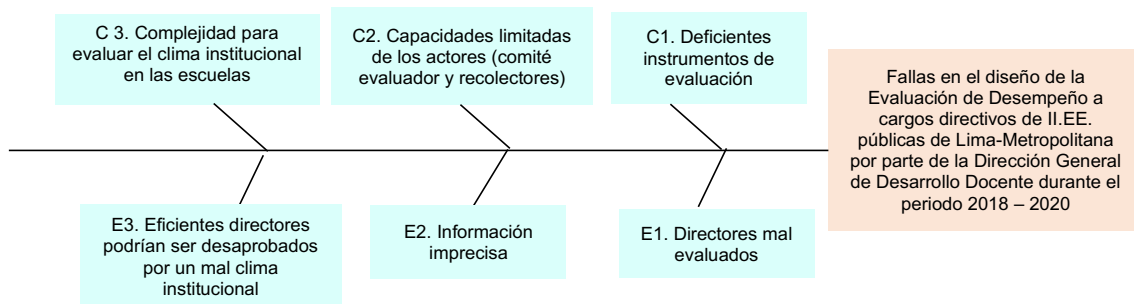 C 3. Complejidad para
evaluar el clima institucional
en las escuelas
C2. Capacidades limitadas
de los actores (comité
evaluador y recolectores)
C1. Deficientes
instrumentos de
evaluación
Fallas en el diseño de la
Evaluación de Desempeño a
cargos directivos de II.EE.
públicas de Lima-Metropolitana
por parte de la Dirección General
de Desarrollo Docente durante el
periodo 2018 – 2020
E3. Eficientes directores
podrían ser desaprobados
por un mal clima
institucional
E2. Información
imprecisa
E1. Directores mal
evaluados